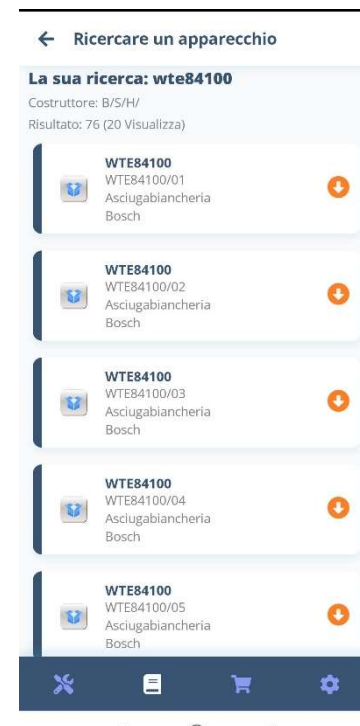 Ricercare un apparecchio
La sua ricerca: wte84100
Costruttore: B/S/H/
Risultato: 76 (20 Visualizza)
WTE84100
WTE84100/01
Asciugabiancheria
Bosch
WTE84100
WTE84100/02
Asciugabiancheria
Bosch
WTE84100
WTE84100/03
Asciugabiancheria
Bosch
WTE84100
WTE84100/04
Asciugabiancheria
Bosch
WTE84100
WTE84100/05
Asciugabiancheria
Bosch